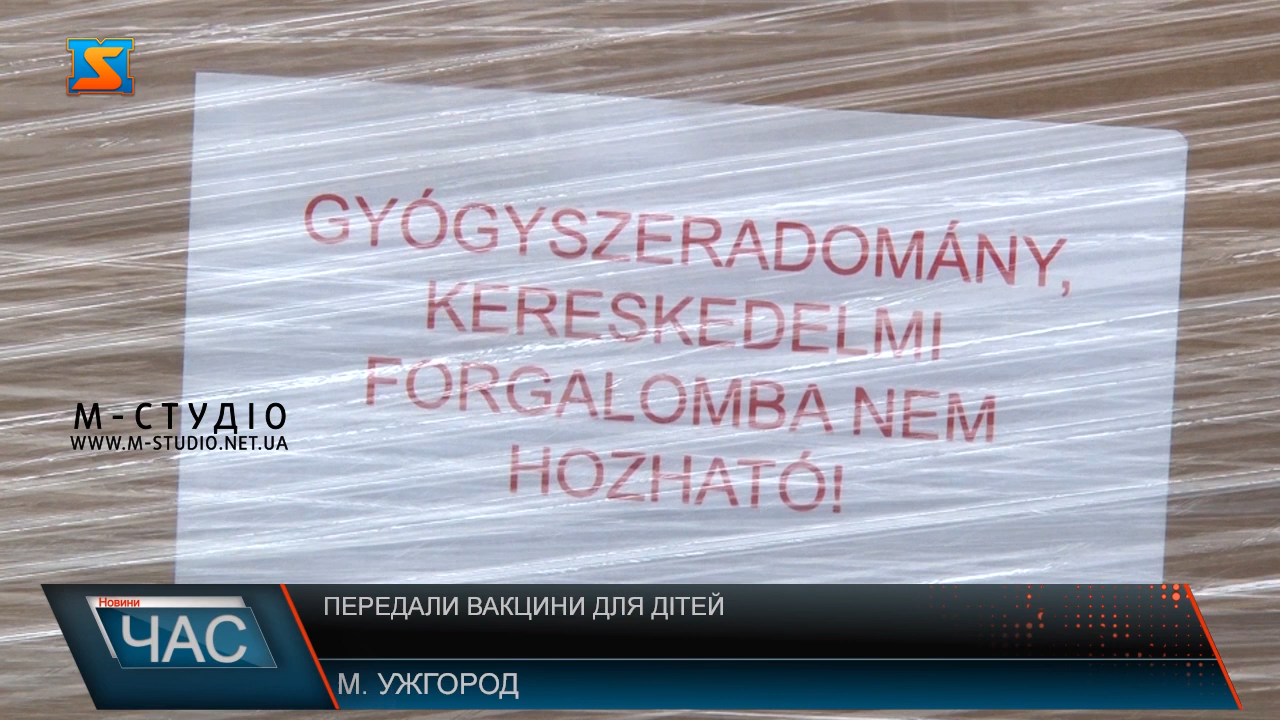 GYÓGYSZERADOMÁNY,
KERESKEDELMI
FORGALOMBA NEM
HOZHATÓ!
М-СТУДІО
WWW.M-STUDIO.NET.UA
Новини
ЧАС
ПЕРЕДАЛИ ВАКЦИНИ ДЛЯ ДІТЕЙ
М. УЖГОРОД